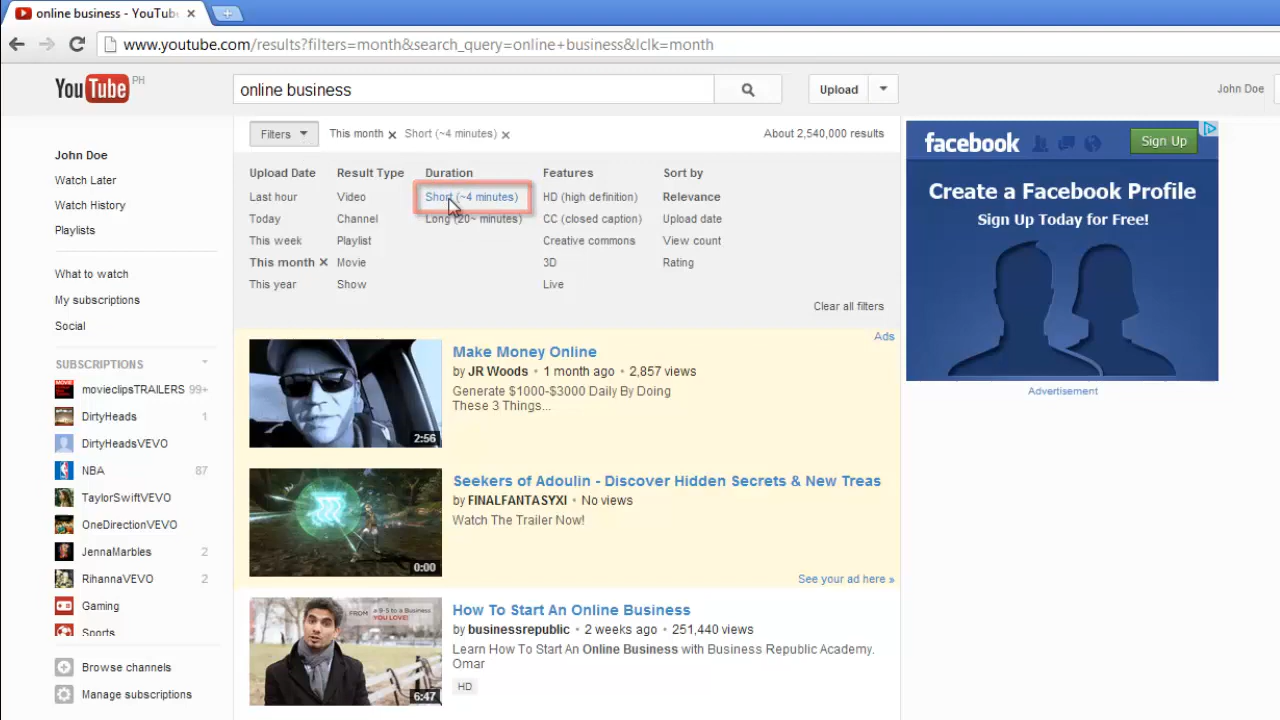 online business - YouTub
www.youtube.com/results?filters=month&search_query=online+business&lclk=month
YouTube PH
online business
Upload
John Doe
Filters
This month × Short (~4 minutes) ×
About 2,540,000 results
Upload Date Result Type Duration Features Sort by
Last hour Video Short (~4 minutes) HD (high definition) Relevance
Today Channel Long (20~ minutes) CC (closed caption) Upload date
This week Playlist Creative commons View count
This month × Movie 3D Rating
This year Show Live
Clear all filters
John Doe
Watch Later
Watch History
Playlists
What to watch
My subscriptions
Social
SUBSCRIPTIONS
movieclipsTRAILERS 99+
DirtyHeads 1
DirtyHeadsVEVO
NBA 87
TaylorSwiftVEVO
OneDirectionVEVO
JennaMarbles 2
RihannaVEVO 2
Gaming
Sports
Browse channels
Manage subscriptions
Ads
Make Money Online
by JR Woods • 1 month ago • 2,857 views
Generate $1000-$3000 Daily By Doing
These 3 Things...
2:56
Seekers of Adoulin - Discover Hidden Secrets & New Treas
by FINALFANTASYXI • No views
Watch The Trailer Now!
0:00
See your ad here »
FROM a 9-5 to a Business
YOU LOVE!
How To Start An Online Business
by businessrepublic • 2 weeks ago • 251,440 views
Learn How To Start An Online Business with Business Republic Academy.
Omar
HD
6:47
facebook
Sign Up
Create a Facebook Profile
Sign Up Today for Free!
Advertisement